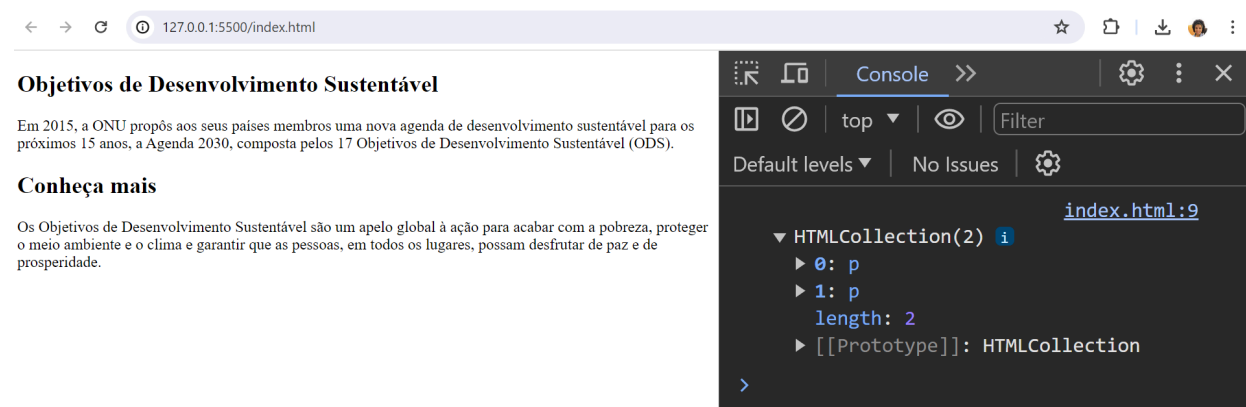 127.0.0.1:5500/index.html
Objetivos de Desenvolvimento Sustentável
Em 2015, a ONU propôs aos seus países membros uma nova agenda de desenvolvimento sustentável para os
próximos 15 anos, a Agenda 2030, composta pelos 17 Objetivos de Desenvolvimento Sustentável (ODS).
Conheça mais
Os Objetivos de Desenvolvimento Sustentável são um apelo global à ação para acabar com a pobreza, proteger
o meio ambiente e o clima e garantir que as pessoas, em todos os lugares, possam desfrutar de paz e de
prosperidade.
Console
top
Filter
Default levels
No Issues
index.html:9
HTMLCollection(2) i
0: p
1: p
length: 2
[[Prototype]]: HTMLCollection